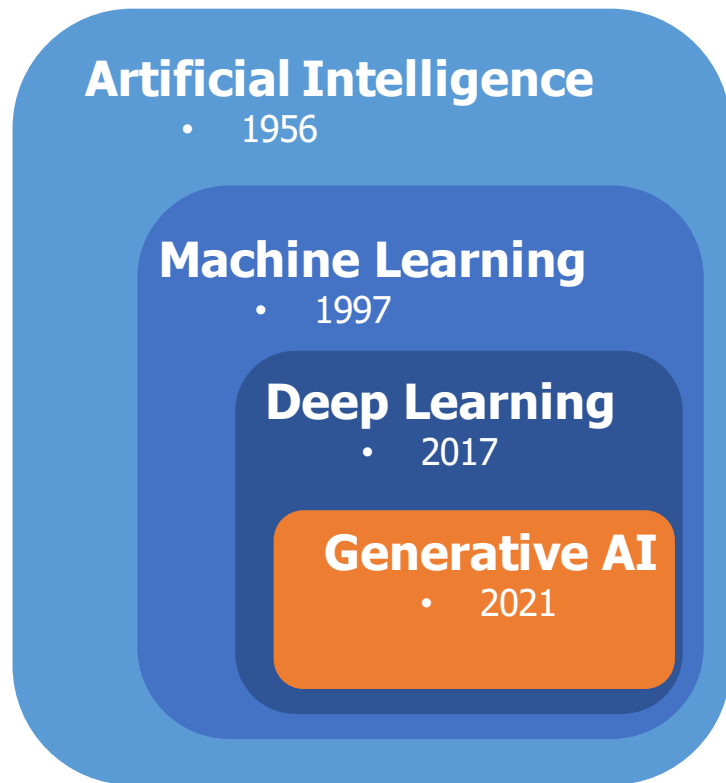 Artificial Intelligence
• 1956
Machine Learning
• 1997
Deep Learning
• 2017
Generative AI
• 2021